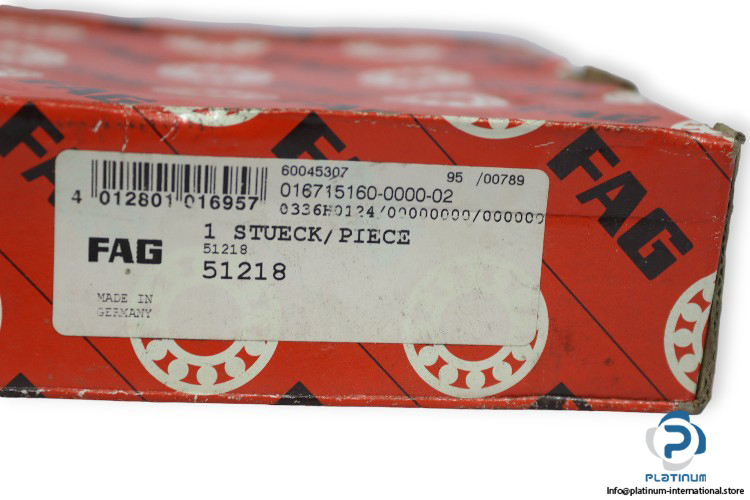 FAG
FAG
FAG
60045307 95 /00789
016715160-0000-02
4 012801 016957
0336H0124/00000000/000000
1 STUECK/PIECE
51218
FAG
51218
MADE IN
GERMANY
PLATINUM
Info@platinum-international.store